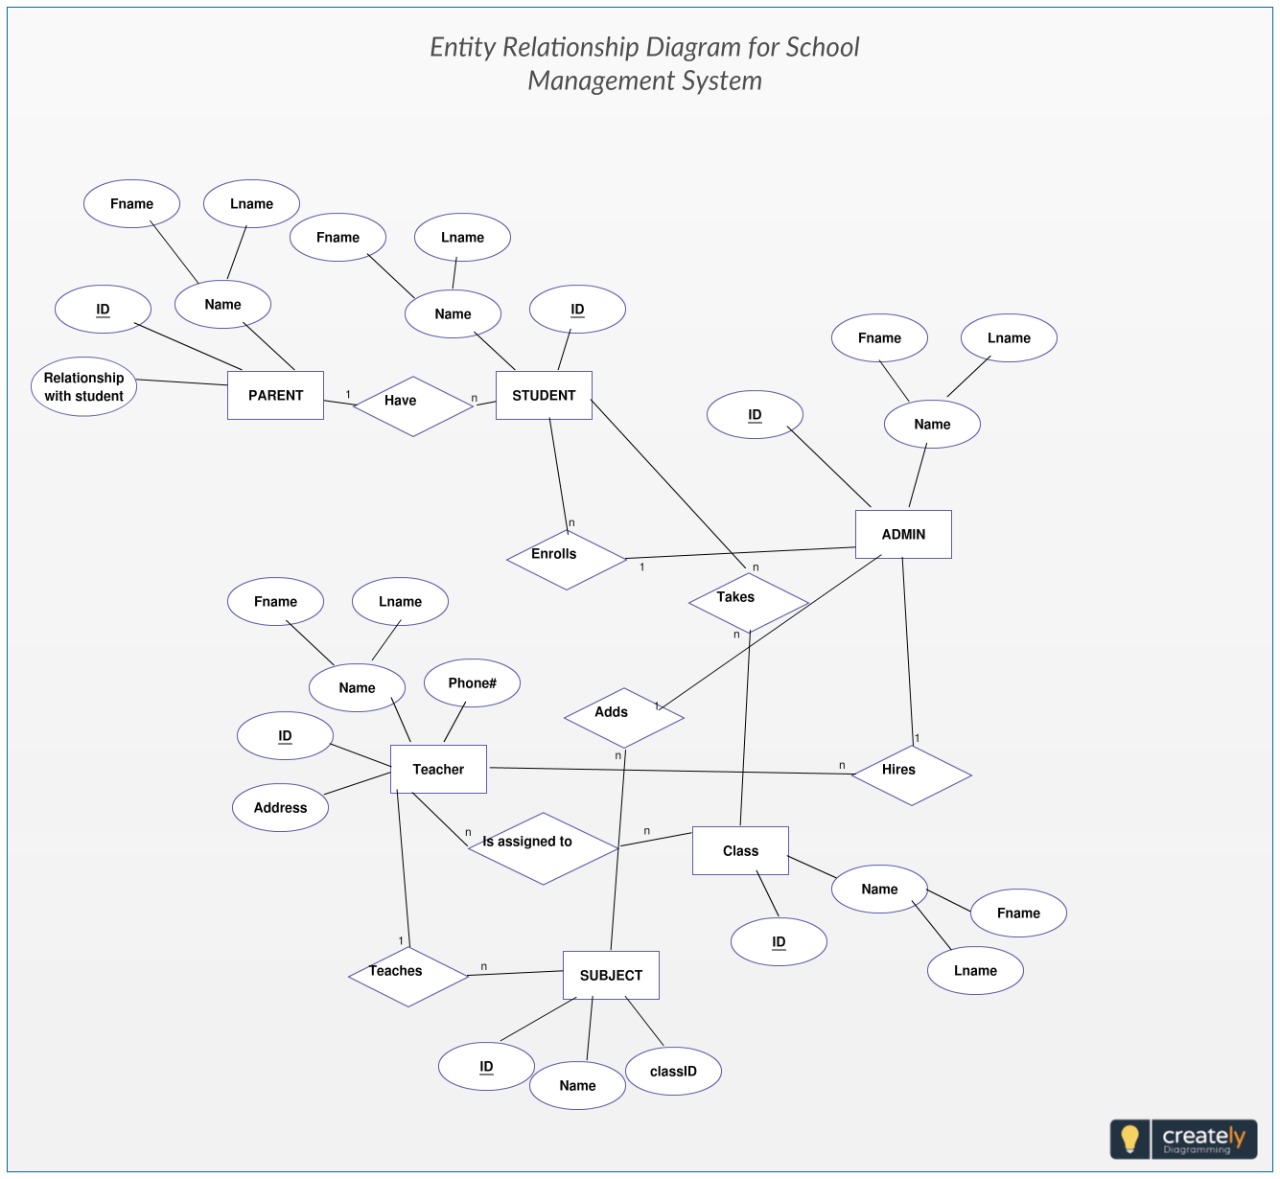 Entity Relationship Diagram for School
Management System
Fname
Lname
Fname
Lname
ID
Name
Name
ID
Fname
Lname
Relationship
with student
PARENT
1
Have
n
STUDENT
ID
Name
n
ADMIN
Enrolls
1
n
Takes
n
Fname
Lname
Name
Phone#
Adds
1
ID
n
1
Teacher
n
Hires
Address
n
Is assigned to
n
Class
Name
Fname
1
ID
Lname
Teaches
n
SUBJECT
ID
Name
classID
creately
Diagramming